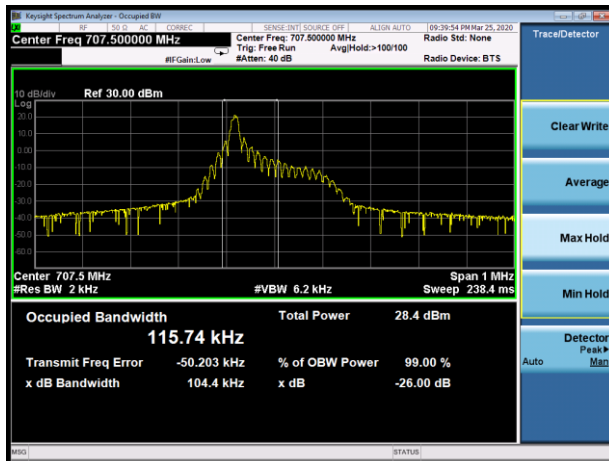 Keysight Spectrum Analyzer - Occupied BW
RF 50 Ω AC CORREC SENSE:INT SOURCE OFF ALIGN AUTO 09:39:54 PM Mar 25, 2020
Center Freq 707.500000 MHz
Center Freq: 707.500000 MHz Radio Std: None
Trig: Free Run Avg|Hold:>100/100
#IFGain:Low #Atten: 40 dB Radio Device: BTS
Trace/Detector
10 dB/div Ref 30.00 dBm
Log
20.0
10.0
0.00
-10.0
-20.0
-30.0
-40.0
-50.0
-60.0
Center 707.5 MHz Span 1 MHz
#Res BW 2 kHz #VBW 6.2 kHz Sweep 238.4 ms
Occupied Bandwidth Total Power 28.4 dBm
115.74 kHz
Transmit Freq Error -50.203 kHz % of OBW Power 99.00 %
x dB Bandwidth 104.4 kHz x dB -26.00 dB
Clear Write
Average
Max Hold
Min Hold
Detector
Peak▶
Auto Man
MSG STATUS